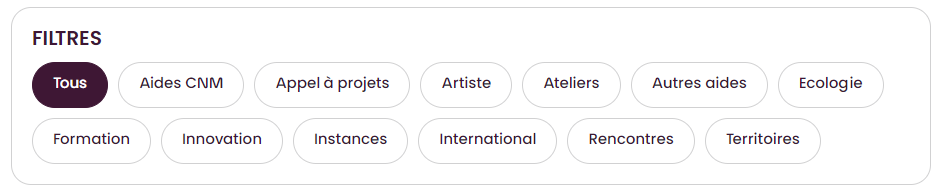 FILTRES
Tous Aides CNM Appel à projets Artiste Ateliers Autres aides Ecologie
Formation Innovation Instances International Rencontres Territoires